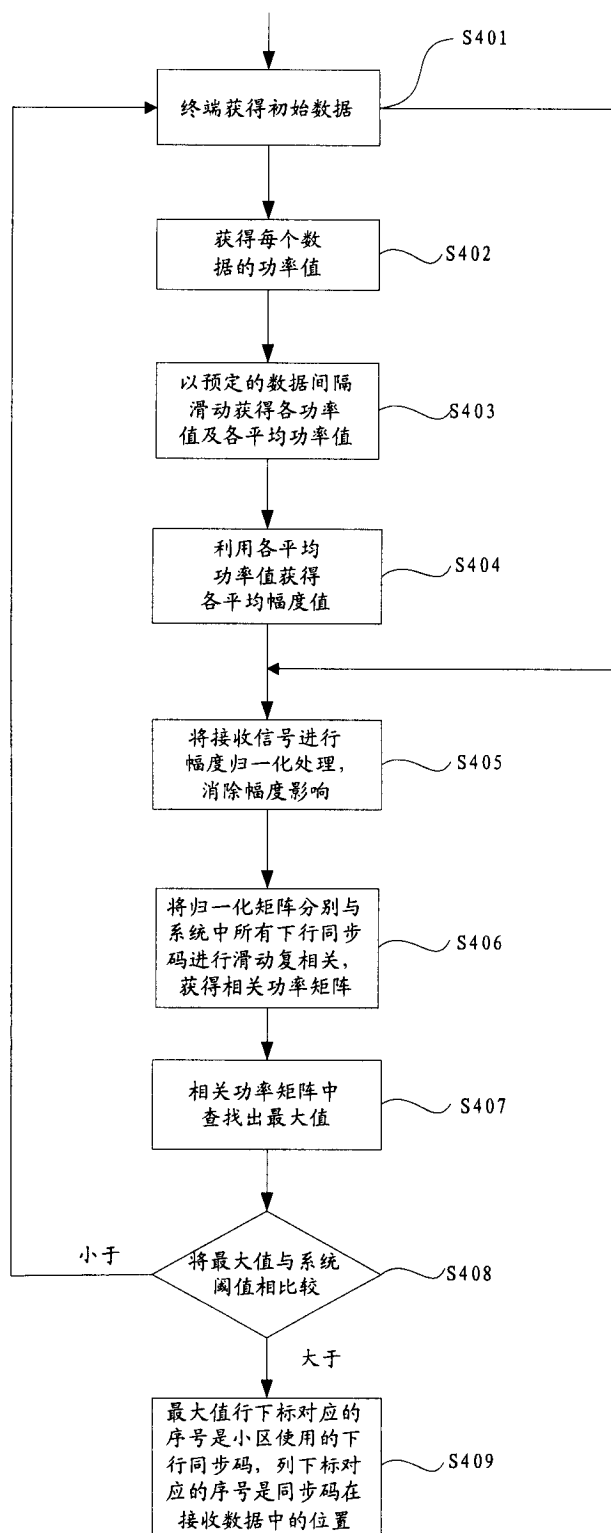 S401
终端获得初始数据
获得每个数
据的功率值
S402
以预定的数据间隔
滑动获得各功率
值及各平均功率值
S403
利用各平均
功率值获得
各平均幅度值
S404
将接收信号进行
幅度归一化处理,
消除幅度影响
S405
将归一化矩阵分别与
系统中所有下行同步
码进行滑动复相关,
获得相关功率矩阵
S406
相关功率矩阵中
查找出最大值
S407
小于
将最大值与系统
阈值相比较
S408
大于
最大值行下标对应的
序号是小区使用的下
行同步码, 列下标对
应的序号是同步码在
接收数据中的位置
S409